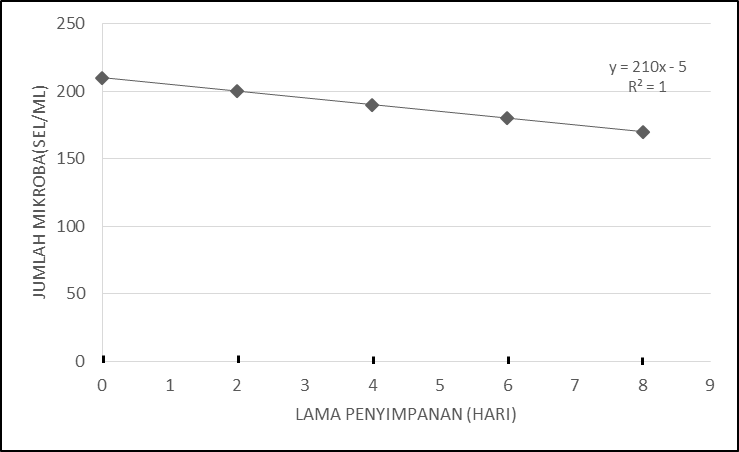 250
200
150
100
50
0
0 1 2 3 4 5 6 7 8 9
JUMLAH MIKROBA(SEL/ML)
LAMA PENYIMPANAN (HARI)
y = 210x - 5
R² = 1